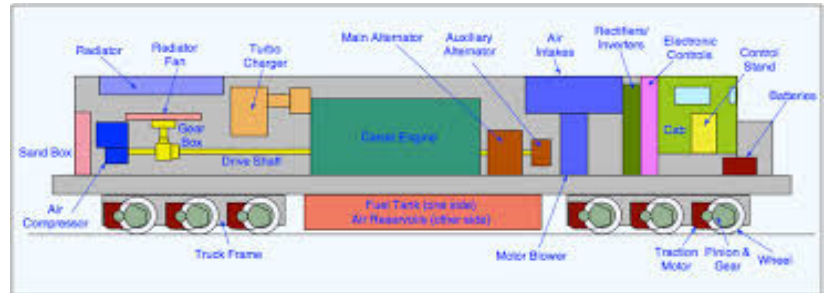 Radiator
Radiator
Fan
Turbo
Charger
Main Alternator
Auxiliary
Alternator
Air
Intakes
Rectifiers/
Inverters
Electronic
Controls
Control
Stand
Batteries
Sand Box
Gear
Box
Drive Shaft
Diesel Engine
Cab
Air
Compressor
Fuel Tank (one side)
Air Reservoirs (other side)
Truck Frame
Motor Blower
Traction
Motor
Pinion &
Gear
Wheel